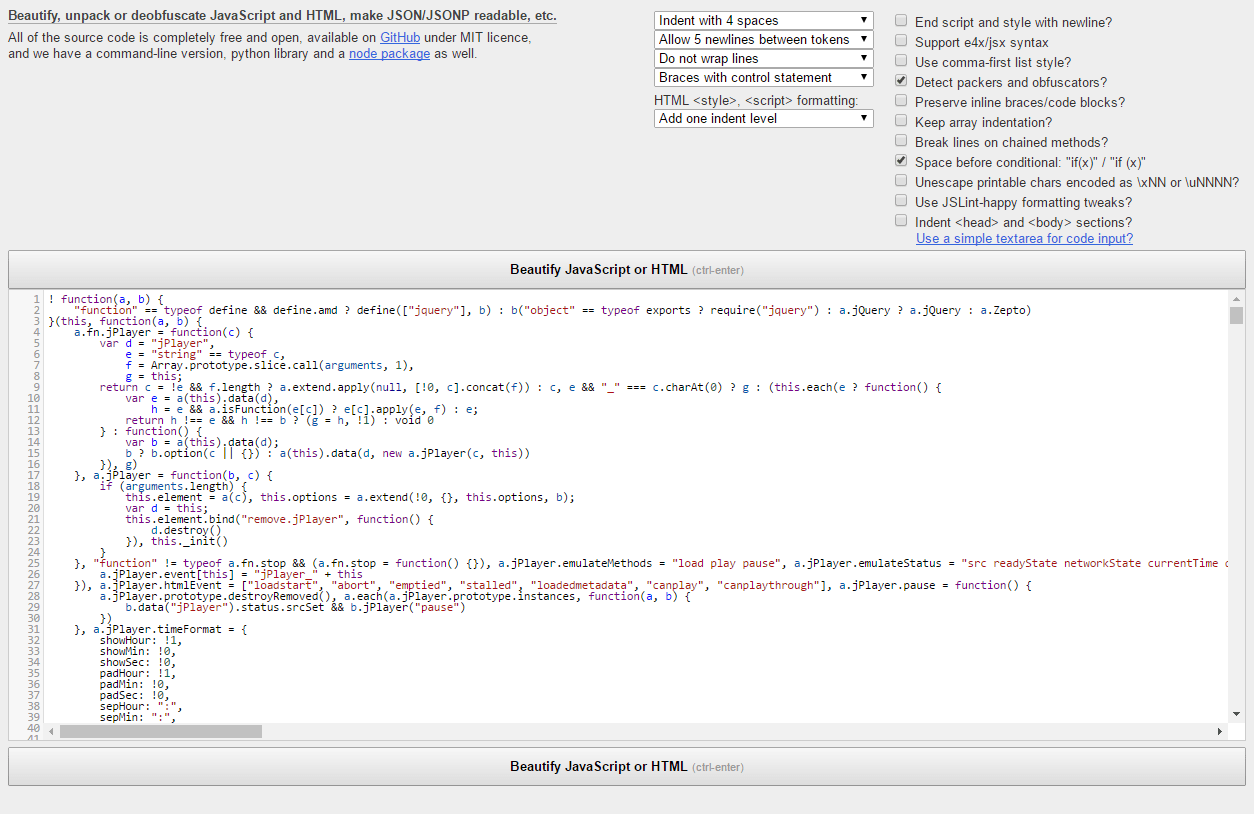 Beautify, unpack or deobfuscate JavaScript and HTML, make JSON/JSONP readable, etc.
All of the source code is completely free and open, available on GitHub under MIT licence,
and we have a command-line version, python library and a node package as well.
Indent with 4 spaces
Allow 5 newlines between tokens
Do not wrap lines
Braces with control statement
HTML <style>, <script> formatting:
Add one indent level
End script and style with newline?
Support e4x/jsx syntax
Use comma-first list style?
Detect packers and obfuscators?
Preserve inline braces/code blocks?
Keep array indentation?
Break lines on chained methods?
Space before conditional: "if(x)" / "if (x)"
Unescape printable chars encoded as \xNN or \uNNNN?
Use JSLint-happy formatting tweaks?
Indent <head> and <body> sections?
Use a simple textarea for code input?
Beautify JavaScript or HTML (ctrl-enter)
1 ! function(a, b) {
2     "function" == typeof define && define.amd ? define(["jquery"], b) : b("object" == typeof exports ? require("jquery") : a.jQuery ? a.jQuery : a.Zepto)
3 }(this, function(a, b) {
4     a.fn.jPlayer = function(c) {
5         var d = "jPlayer",
6             e = "string" == typeof c,
7             f = Array.prototype.slice.call(arguments, 1),
8             g = this;
9         return c = !e && f.length ? a.extend.apply(null, [!0, c].concat(f)) : c, e && "_" === c.charAt(0) ? g : (this.each(e ? function() {
10             var e = a(this).data(d),
11                 h = e && a.isFunction(e[c]) ? e[c].apply(e, f) : e;
12             return h !== e && h !== b ? (g = h, !1) : void 0
13         } : function() {
14             var b = a(this).data(d);
15             b ? b.option(c || {}) : a(this).data(d, new a.jPlayer(c, this))
16         }), g)
17     }, a.jPlayer = function(b, c) {
18         if (arguments.length) {
19             this.element = a(c), this.options = a.extend(!0, {}, this.options, b);
20             var d = this;
21             this.element.bind("remove.jPlayer", function() {
22                 d.destroy()
23             }), this._init()
24         }
25     }, "function" != typeof a.fn.stop && (a.fn.stop = function() {}), a.jPlayer.emulateMethods = "load play pause", a.jPlayer.emulateStatus = "src readyState networkState currentTime
26         a.jPlayer.event[this] = "jPlayer_" + this
27     }), a.jPlayer.htmlEvent = ["loadstart", "abort", "emptied", "stalled", "loadedmetadata", "canplay", "canplaythrough"], a.jPlayer.pause = function() {
28         a.jPlayer.prototype.destroyRemoved(), a.each(a.jPlayer.prototype.instances, function(a, b) {
29             b.data("jPlayer").status.srcSet && b.jPlayer("pause")
30         })
31     }, a.jPlayer.timeFormat = {
32         showHour: !1,
33         showMin: !0,
34         showSec: !0,
35         padHour: !1,
36         padMin: !0,
37         padSec: !0,
38         sepHour: ":",
39         sepMin: ":",
40
41
Beautify JavaScript or HTML (ctrl-enter)